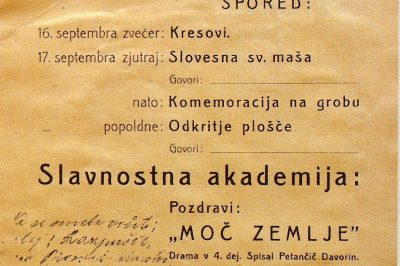 SPORED:
16. septembra zvečer: Kresovi.
17. septembra zjutraj: Slovesna sv. maša
Govori:
nato: Komemoracija na grobu
popoldne: Odkritje plošče
Govori:
Slavnostna akademija:
Pozdravi:
„MOČ ZEMLJE"
Drama v 4. dej. Spisal Petančič Davorin.